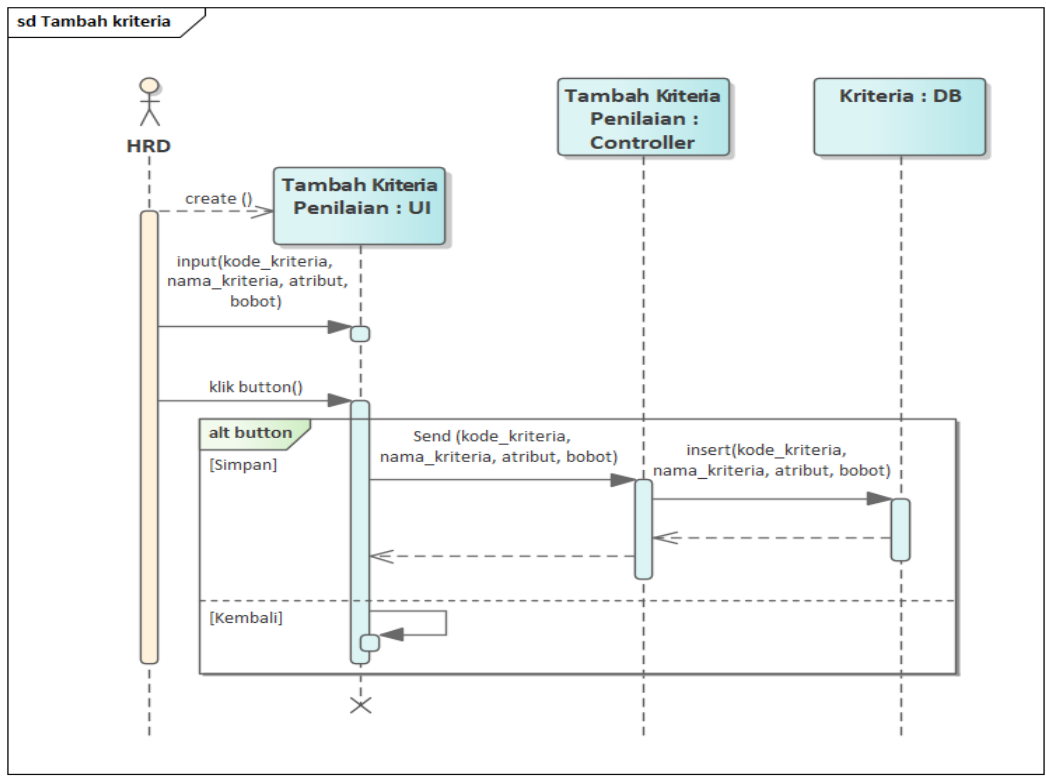 sd Tambah kriteria
HRD
Tambah Kriteria
Penilaian : UI
Tambah Kiteria
Penilaian :
Controller
Kriteria : DB
create ()
input(kode_kriteria,
nama_kriteria, atribut,
bobot)
klik button()
alt button
[Simpan]
Send (kode_kriteria,
nama_kriteria, atribut, bobot)
insert(kode_kriteria,
nama_kriteria, atribut, bobot)
[Kembali]